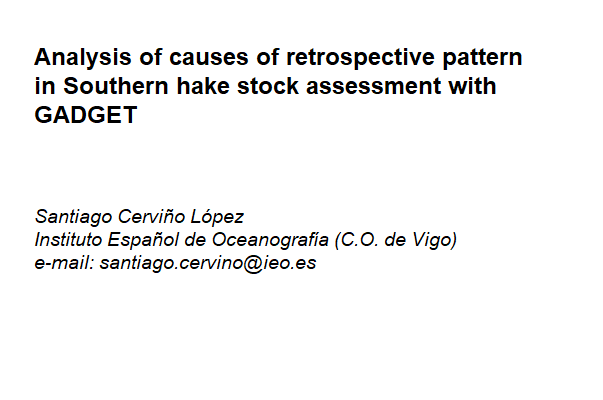 Analysis of causes of retrospective pattern
in Southern hake stock assessment with
GADGET
Santiago Cerviño López
Instituto Español de Oceanografía (C.O. de Vigo)
e-mail: santiago.cervino@ieo.es